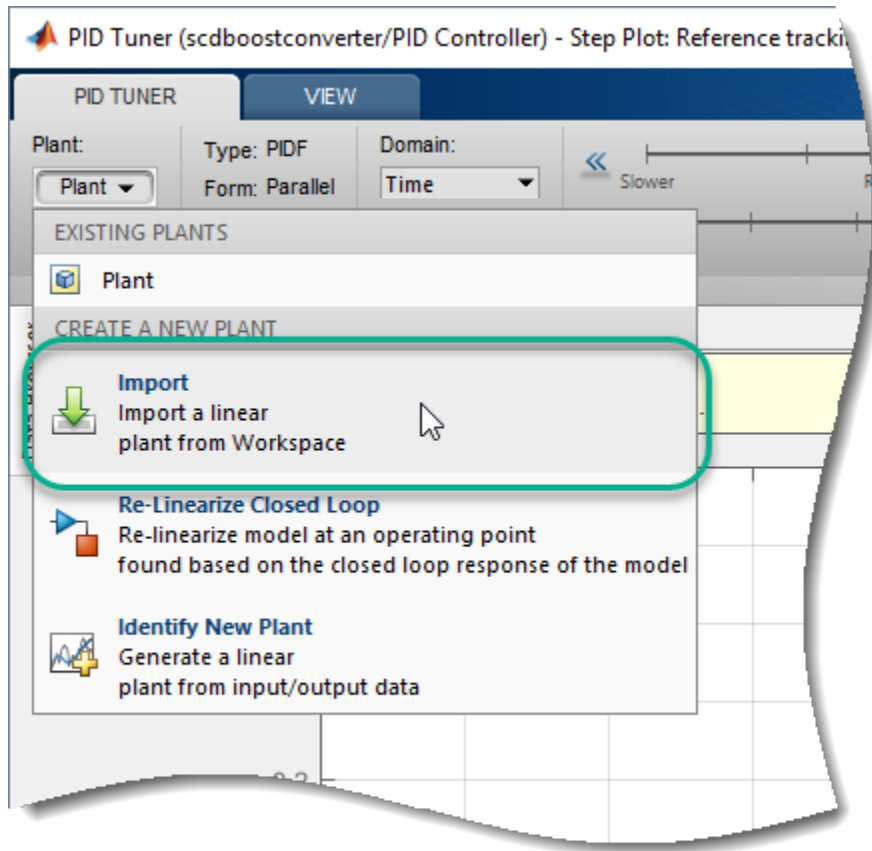 PID Tuner (scdboostconverter/PID Controller) - Step Plot: Reference tracki
PID TUNER VIEW
Plant: Type: PIDF Domain:
Plant Form: Parallel Time Slower
EXISTING PLANTS
Plant
CREATE A NEW PLANT
Import
Import a linear
plant from Workspace
Re-Linearize Closed Loop
Re-linearize model at an operating point
found based on the closed loop response of the model
Identify New Plant
Generate a linear
plant from input/output data